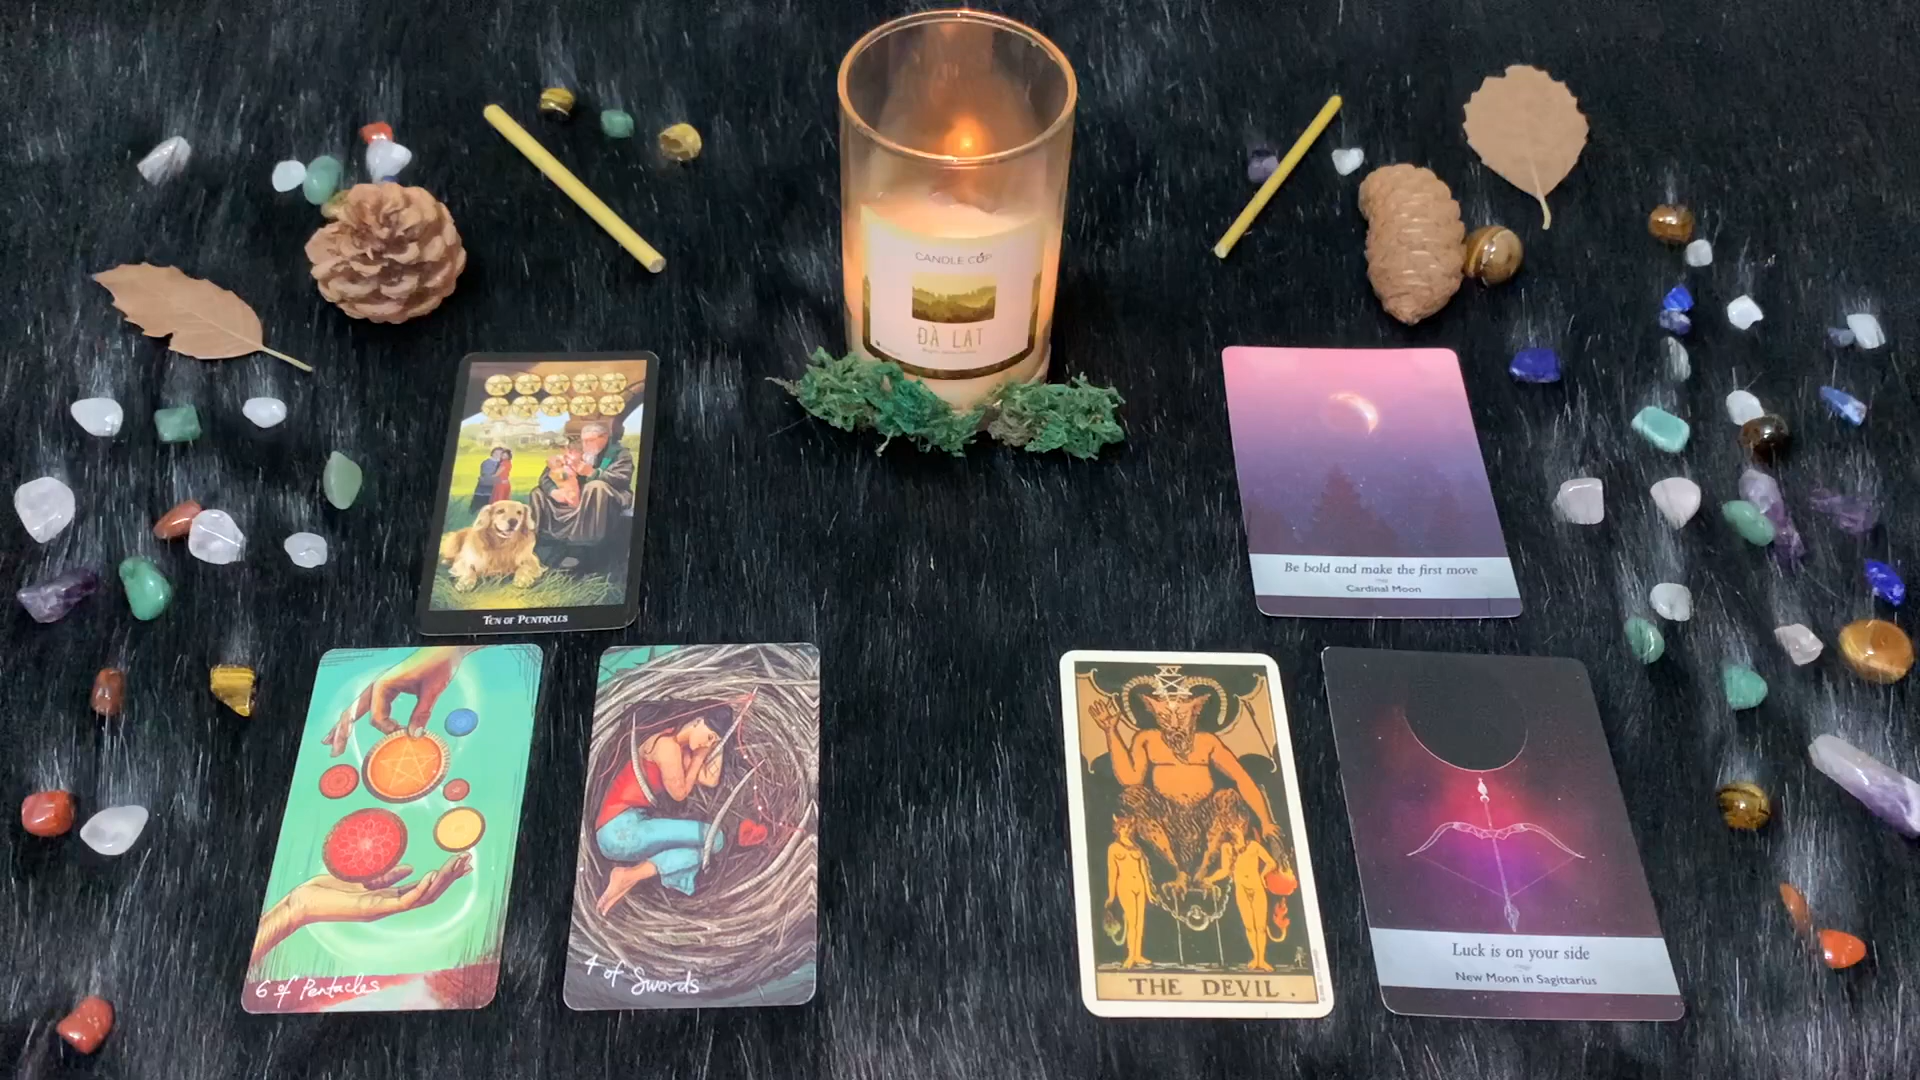 CANDLE CUP
ĐÀ LẠT
TEN OF PENTACLES
Be bold and make the first move
Cardinal Moon
6 of Pentacles
4 of Swords
XV
THE DEVIL.
Luck is on your side
New Moon in Sagittarius